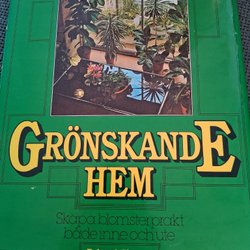 GRÖNSKANDE
HEM
Skapa blomsterprakt
både inne och ute